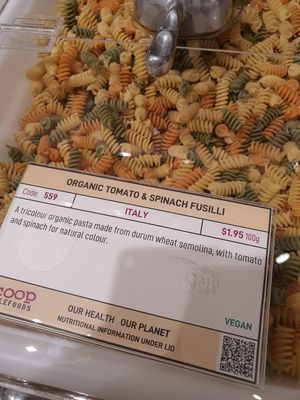 ORGANIC TOMATO & SPINACH FUSILLI
Code: 559
ITALY
$1.95 100g
A tricolour organic pasta made from durum wheat semolina, with tomato
and spinach for natural colour.
OUR HEALTH OUR PLANET
NUTRITIONAL INFORMATION UNDER LID
VEGAN